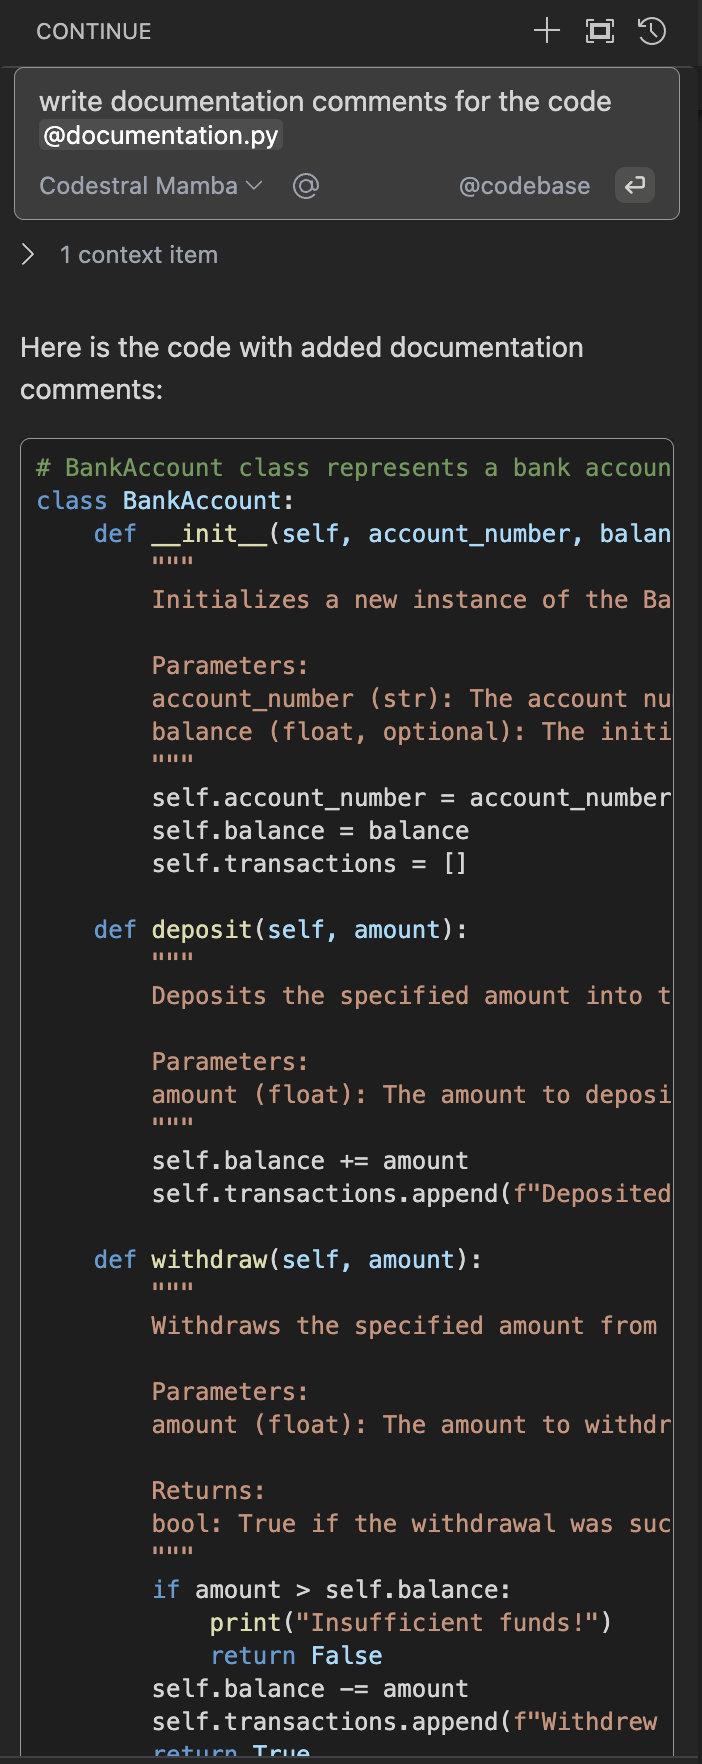 CONTINUE
write documentation comments for the code
@documentation.py
Codestral Mamba @codebase
1 context item
Here is the code with added documentation
comments:
# BankAccount class represents a bank accoun
class BankAccount:
    def __init__(self, account_number, balan
        """
        Initializes a new instance of the Ba
        Parameters:
        account_number (str): The account nu
        balance (float, optional): The initi
        """
        self.account_number = account_number
        self.balance = balance
        self.transactions = []
    def deposit(self, amount):
        """
        Deposits the specified amount into t
        Parameters:
        amount (float): The amount to deposi
        """
        self.balance += amount
        self.transactions.append(f"Deposited
    def withdraw(self, amount):
        """
        Withdraws the specified amount from
        Parameters:
        amount (float): The amount to withdr
        Returns:
        bool: True if the withdrawal was suc
        """
        if amount > self.balance:
            print("Insufficient funds!")
            return False
        self.balance -= amount
        self.transactions.append(f"Withdrew
        return True